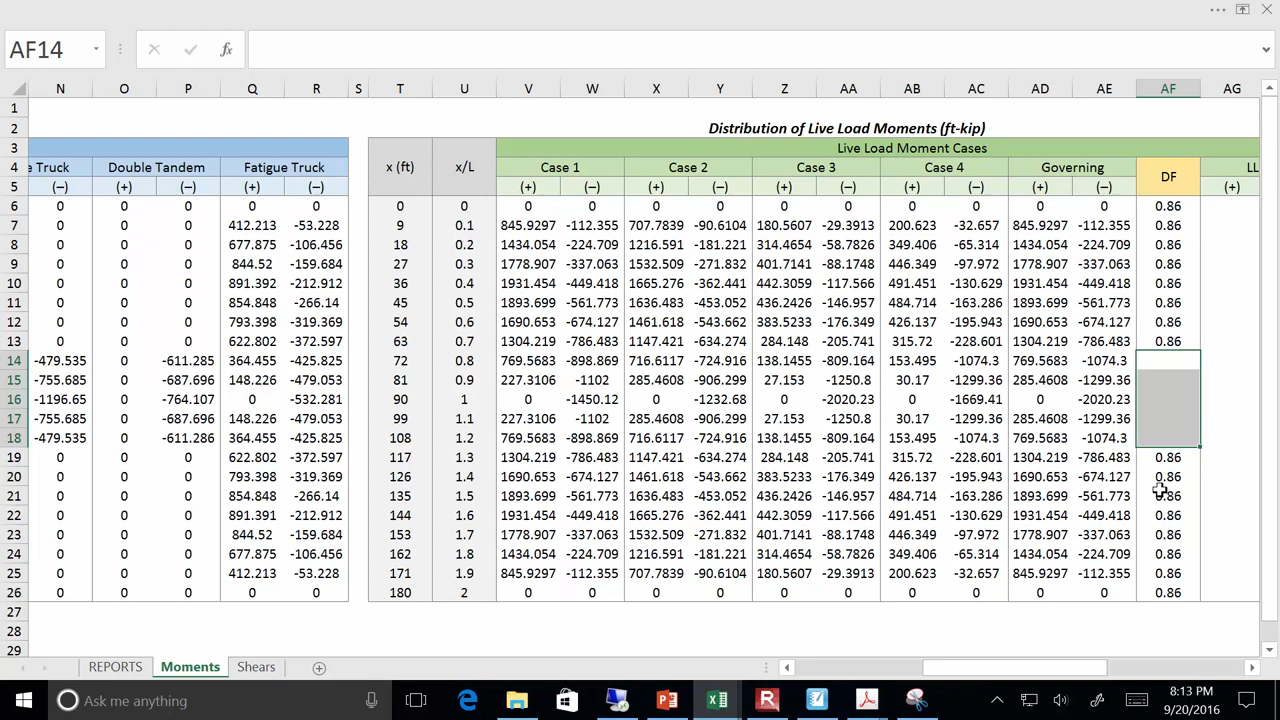 AF14 fx
N O P Q R S T U V W X Y Z AA AB AC AD AE AF AG
1
2 Distribution of Live Load Moments (ft-kip)
3 Live Load Moment Cases
4 e Truck Double Tandem Fatigue Truck x (ft) x/L Case 1 Case 2 Case 3 Case 4 Governing DF LL
5 (–) (+) (–) (+) (–) (+) (–) (+) (–) (+) (–) (+) (–) (+) (–) (+)
6 0 0 0 0 0 0 0 0 0 0 0 0 0 0 0 0 0 0.86
7 0 0 0 412.213 -53.228 9 0.1 845.9297 -112.355 707.7839 -90.6104 180.5607 -29.3913 200.623 -32.657 845.9297 -112.355 0.86
8 0 0 0 677.875 -106.456 18 0.2 1434.054 -224.709 1216.591 -181.221 314.4654 -58.7826 349.406 -65.314 1434.054 -224.709 0.86
9 0 0 0 844.52 -159.684 27 0.3 1778.907 -337.063 1532.509 -271.832 401.7141 -88.1748 446.349 -97.972 1778.907 -337.063 0.86
10 0 0 0 891.392 -212.912 36 0.4 1931.454 -449.418 1665.276 -362.441 442.3059 -117.566 491.451 -130.629 1931.454 -449.418 0.86
11 0 0 0 854.848 -266.14 45 0.5 1893.699 -561.773 1636.483 -453.052 436.2426 -146.957 484.714 -163.286 1893.699 -561.773 0.86
12 0 0 0 793.398 -319.369 54 0.6 1690.653 -674.127 1461.618 -543.662 383.5233 -176.349 426.137 -195.943 1690.653 -674.127 0.86
13 0 0 0 622.802 -372.597 63 0.7 1304.219 -786.483 1147.421 -634.274 284.148 -205.741 315.72 -228.601 1304.219 -786.483 0.86
14 -479.535 0 -611.285 364.455 -425.825 72 0.8 769.5683 -898.869 716.6117 -724.916 138.1455 -809.164 153.495 -1074.3 769.5683 -1074.3
15 -755.685 0 -687.696 148.226 -479.053 81 0.9 227.3106 -1102 285.4608 -906.299 27.153 -1250.8 30.17 -1299.36 285.4608 -1299.36
16 -1196.65 0 -764.107 0 -532.281 90 1 0 -1450.12 0 -1232.68 0 -2020.23 0 -1669.41 0 -2020.23
17 -755.685 0 -687.696 148.226 -479.053 99 1.1 227.3106 -1102 285.4608 -906.299 27.153 -1250.8 30.17 -1299.36 285.4608 -1299.36
18 -479.535 0 -611.286 364.455 -425.825 108 1.2 769.5683 -898.869 716.6117 -724.916 138.1455 -809.164 153.495 -1074.3 769.5683 -1074.3
19 0 0 0 622.802 -372.597 117 1.3 1304.219 -786.483 1147.421 -634.274 284.148 -205.741 315.72 -228.601 1304.219 -786.483 0.86
20 0 0 0 793.398 -319.369 126 1.4 1690.653 -674.127 1461.618 -543.662 383.5233 -176.349 426.137 -195.943 1690.653 -674.127 0.86
21 0 0 0 854.848 -266.14 135 1.5 1893.699 -561.773 1636.483 -453.052 436.2426 -146.957 484.714 -163.286 1893.699 -561.773
22 0 0 0 891.391 -212.912 144 1.6 1931.454 -449.418 1665.276 -362.441 442.3059 -117.566 491.451 -130.629 1931.454 -449.418 0.86
23 0 0 0 844.52 -159.684 153 1.7 1778.907 -337.063 1532.509 -271.832 401.7141 -88.1748 446.349 -97.972 1778.907 -337.063 0.86
24 0 0 0 677.875 -106.456 162 1.8 1434.054 -224.709 1216.591 -181.221 314.4654 -58.7826 349.406 -65.314 1434.054 -224.709 0.86
25 0 0 0 412.213 -53.228 171 1.9 845.9297 -112.355 707.7839 -90.6104 180.5607 -29.3913 200.623 -32.657 845.9297 -112.355 0.86
26 0 0 0 0 0 180 2 0 0 0 0 0 0 0 0 0 0 0.86
27
28
29
REPORTS Moments Shears
Ask me anything 8:13 PM
9/20/2016